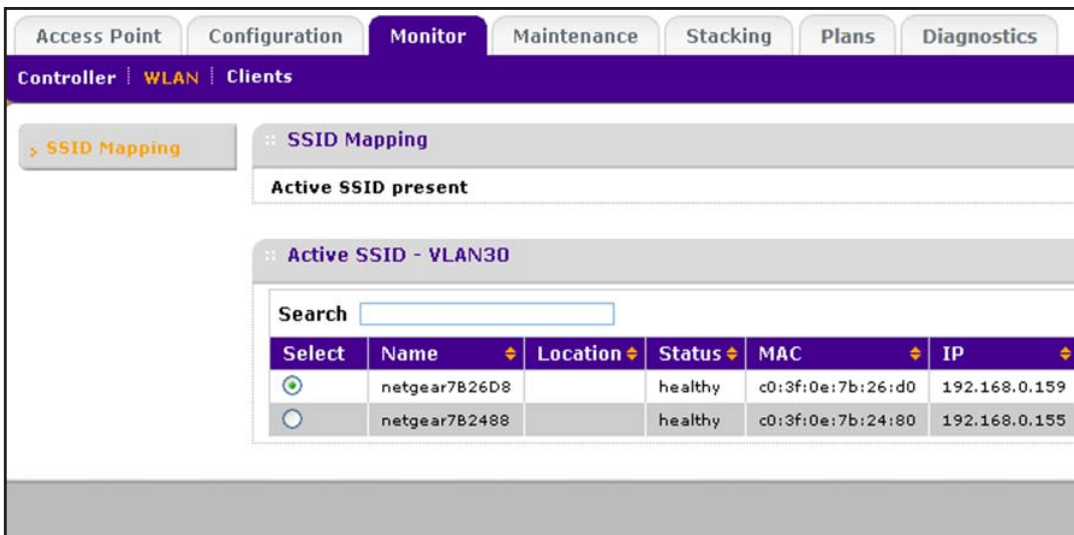 Access Point Configuration Monitor Maintenance Stacking Plans Diagnostics
Controller WLAN Clients
SSID Mapping
SSID Mapping
Active SSID present
Active SSID - VLAN30
Search
Select Name Location Status MAC IP
netgear7B26D8 healthy c0:3f:0e:7b:26:d0 192.168.0.159
netgear7B2488 healthy c0:3f:0e:7b:24:80 192.168.0.155